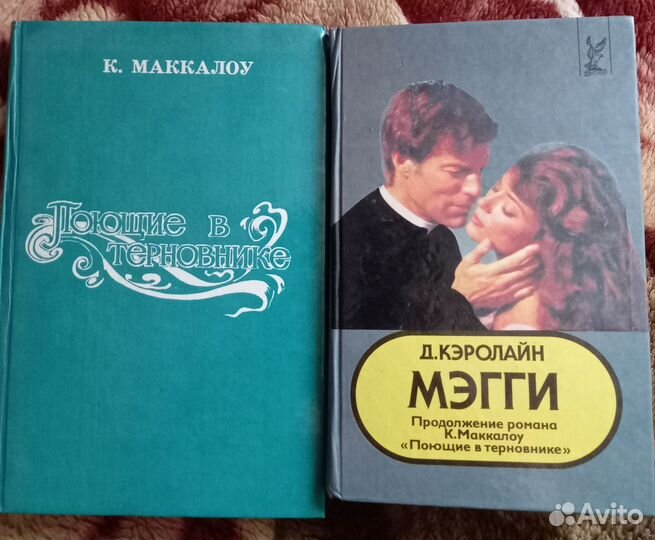 К. МАККАЛОУ
ПОЮЩИЕ В
ТЕРНОВНИКЕ
Д.КЭРОЛАЙН
МЭГГИ
Продолжение романа
К.Маккалоу
«Поющие в терновнике»
Avito